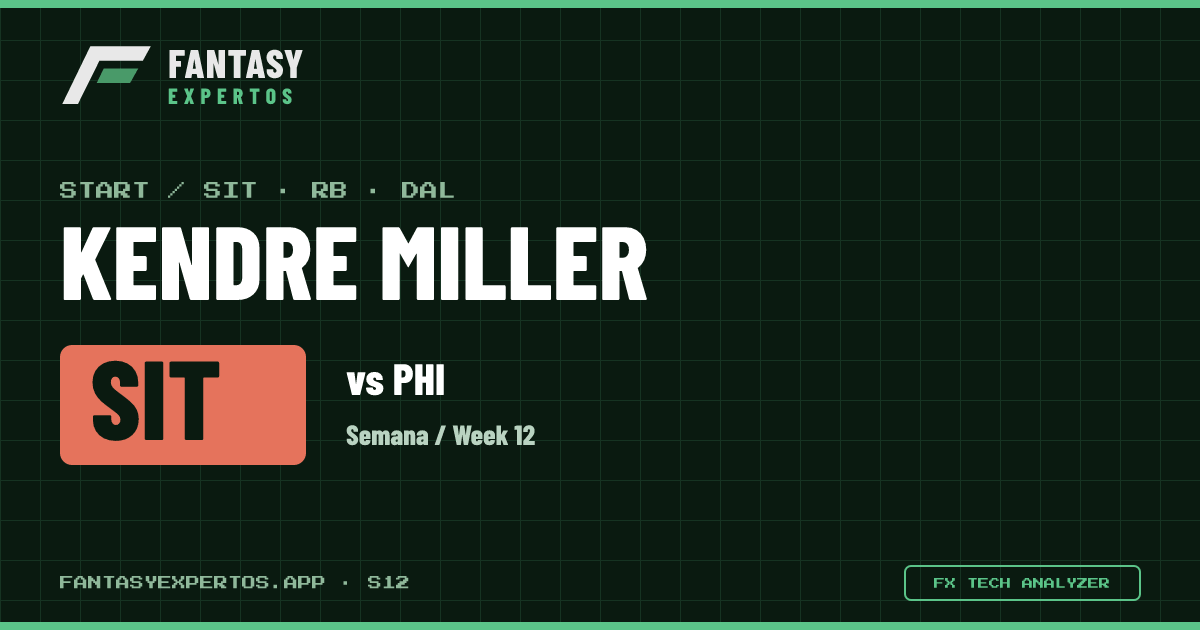 FANTASY
EXPERTOS
START / SIT · RB · DAL
KENDRE MILLER
SIT
vs PHI
Semana / Week 12
FANTASYEXPERTOS.APP · S12
FX TECH ANALYZER